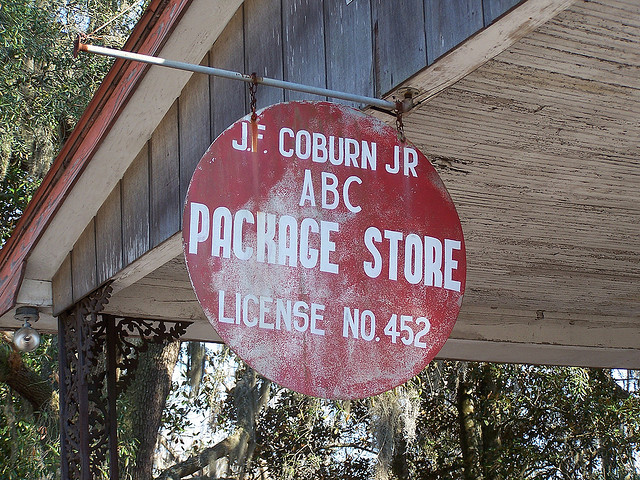 J.F. COBURN JR
ABC
PACKAGE STORE
LICENSE NO. 452